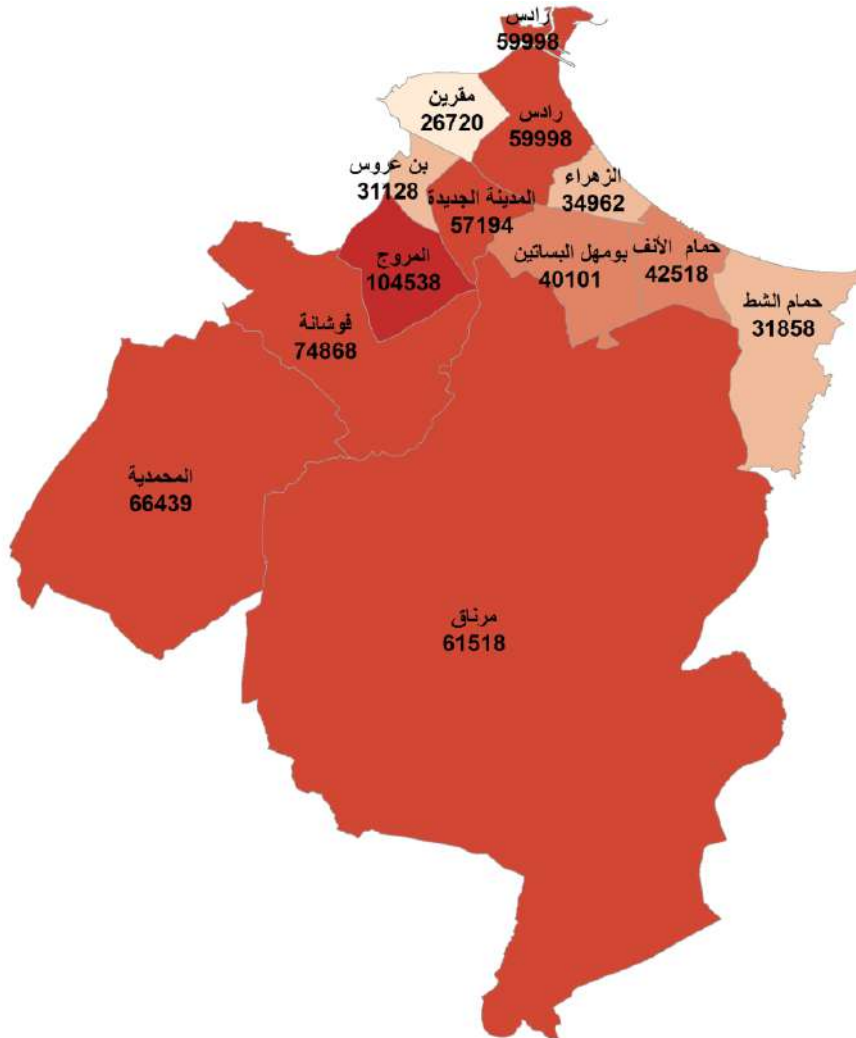 رادس
59998
مقرين
26720
رادس
59998
بن عروس
31128
المدينة الجديدة
57194
الزهراء
34962
المروج
104538
بومهل البساتين
40101
حمام الأنف
42518
حمام الشط
31858
فوشانة
74868
المحمدية
66439
مرناق
61518